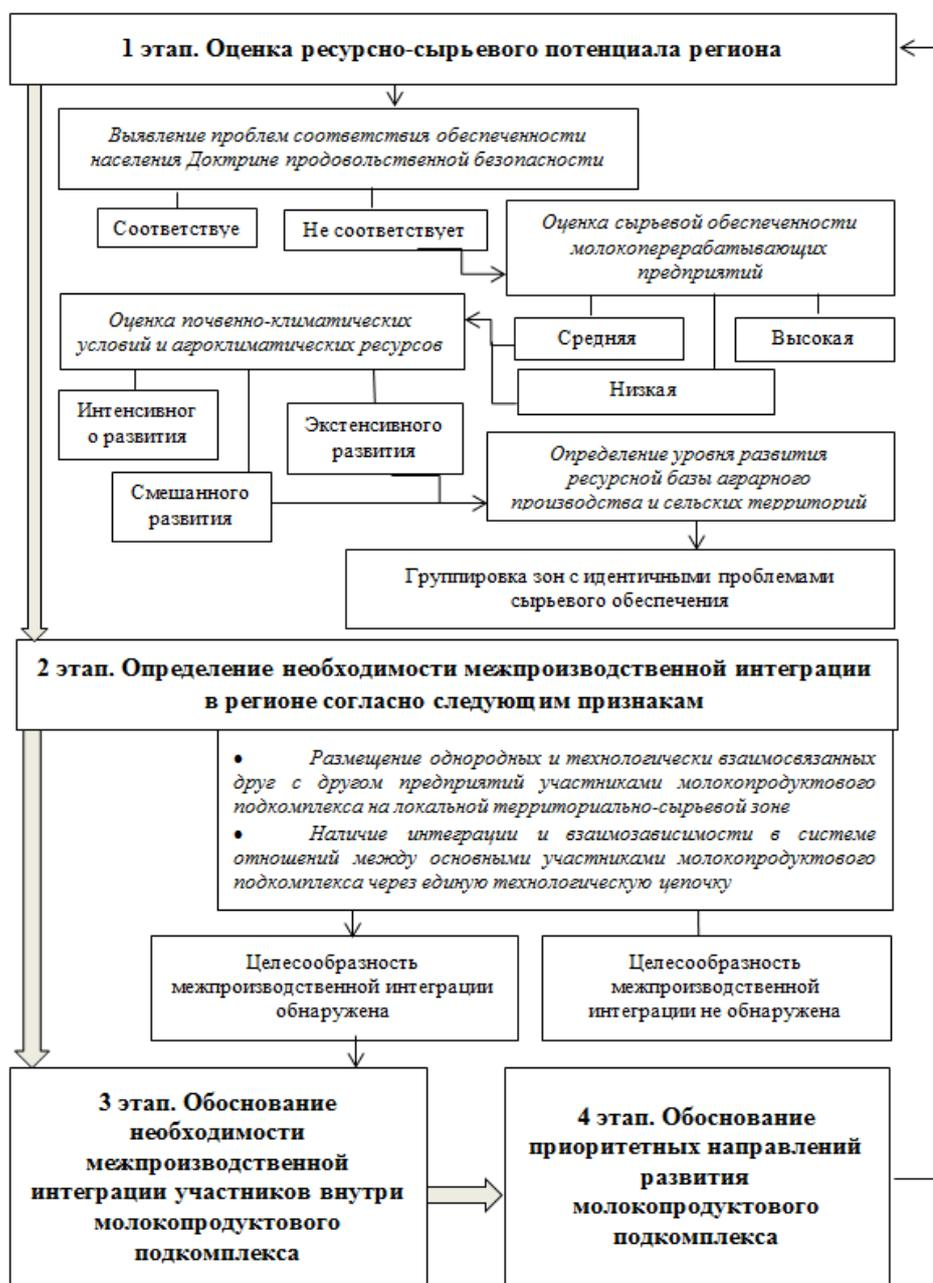 1 этап. Оценка ресурсно-сырьевого потенциала региона
Выявление проблем соответствия обеспеченности
населения Доктрине продовольственной безопасности
Соответствуе
Не соответствует
Оценка сырьевой обеспеченности
молокоперерабатывающих
предприятий
Оценка почвенно-климатических
условий и агроклиматических ресурсов
Средняя
Высокая
Низкая
Интенсивног
о развития
Экстенсивного
развития
Смешанного
развития
Определение уровня развития
ресурсной базы аграрного
производства и сельских территорий
Группировка зон с идентичными проблемами
сырьевого обеспечения
2 этап. Определение необходимости межпроизводственной интеграции
в регионе согласно следующим признакам
• Размещение однородных и технологически взаимосвязанных
друг с другом предприятий участниками молокопродуктового
подкомплекса на локальной территориально-сырьевой зоне
• Наличие интеграции и взаимозависимости в системе
отношений между основными участниками молокопродуктового
подкомплекса через единую технологическую цепочку
Целесообразность
межпроизводственной интеграции
обнаружена
Целесообразность
межпроизводственной
интеграции не обнаружена
3 этап. Обоснование
необходимости
межпроизводственной
интеграции участников внутри
молокопродуктового
подкомплекса
4 этап. Обоснование
приоритетных направлений
развития
молокопродуктового
подкомплекса